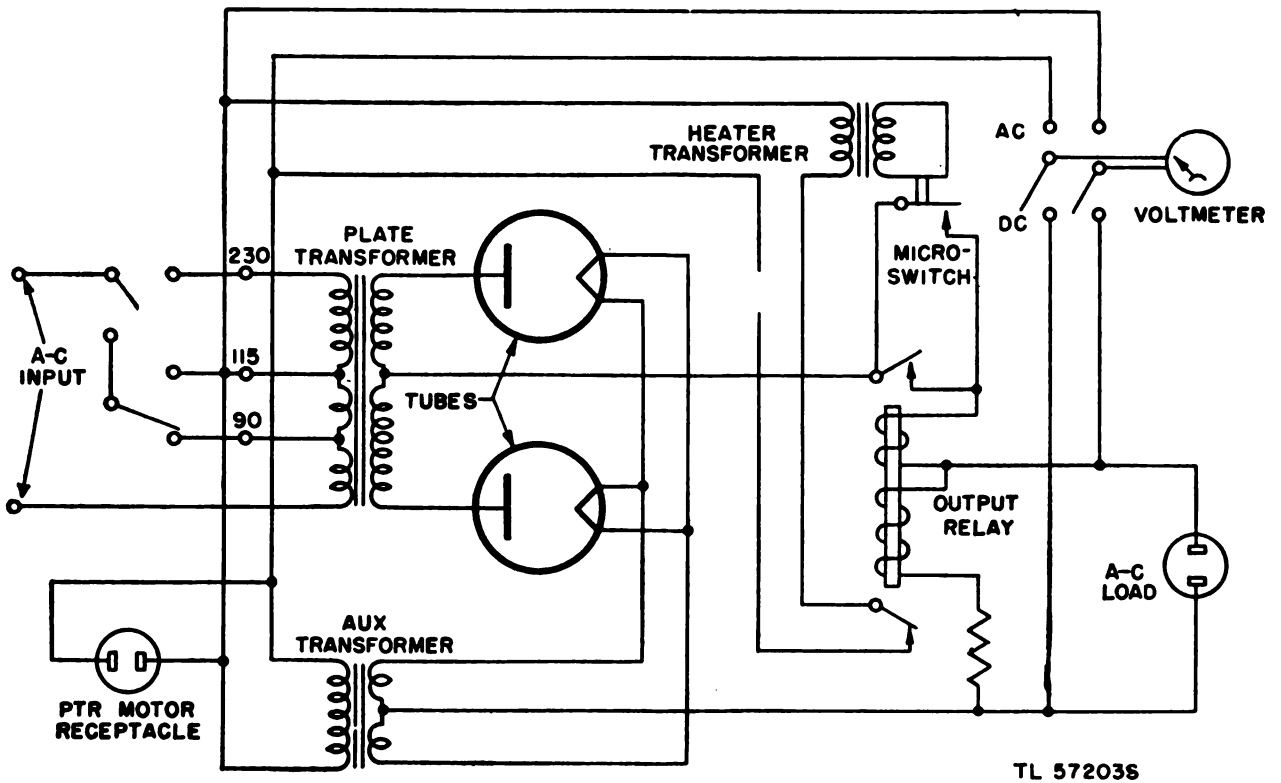 HEATER
TRANSFORMER
AC
DC
VOLTMETER
MICRO-
SWITCH
PLATE
TRANSFORMER
230
115
90
A-C
INPUT
TUBES
OUTPUT
RELAY
A-C
LOAD
AUX
TRANSFORMER
PTR MOTOR
RECEPTACLE
TL 57203S